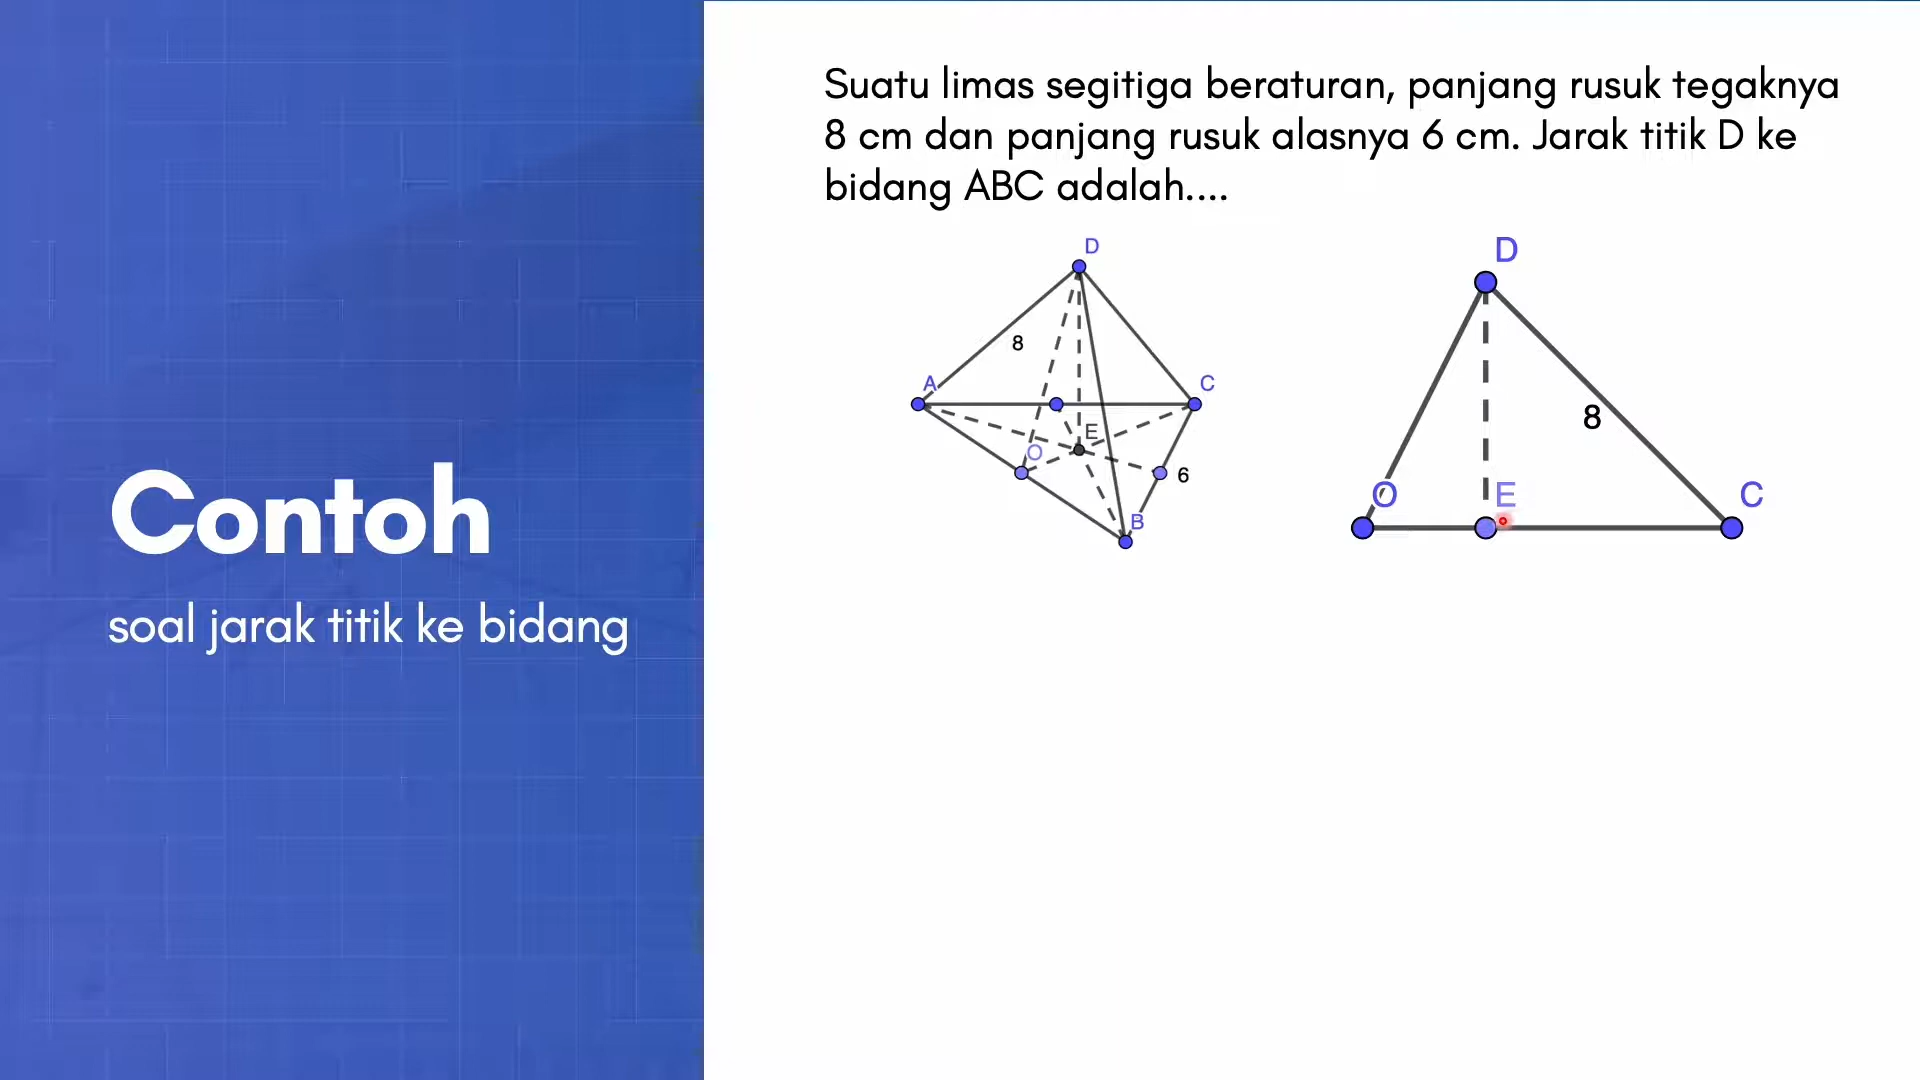 Contoh
soal jarak titik ke bidang
Suatu limas segitiga beraturan, panjang rusuk tegaknya
8 cm dan panjang rusuk alasnya 6 cm. Jarak titik D ke
bidang ABC adalah....
D
8
A
C
E
O
6
B
D
8
O
E
C